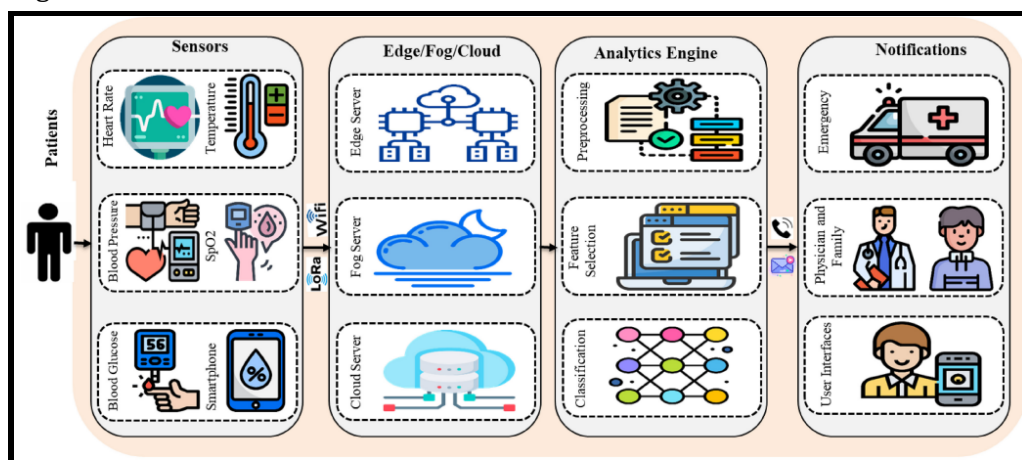 Patients
Sensors
Heart Rate
Temperature
Blood Pressure
SpO2
Blood Glucose
56
Smartphone
%
Wifi
LoRa
Edge/Fog/Cloud
Edge Server
Fog Server
Cloud Server
Analytics Engine
Preprocessing
Feature
Selection
Classification
Notifications
Emergency
Physician and
Family
User Interfaces